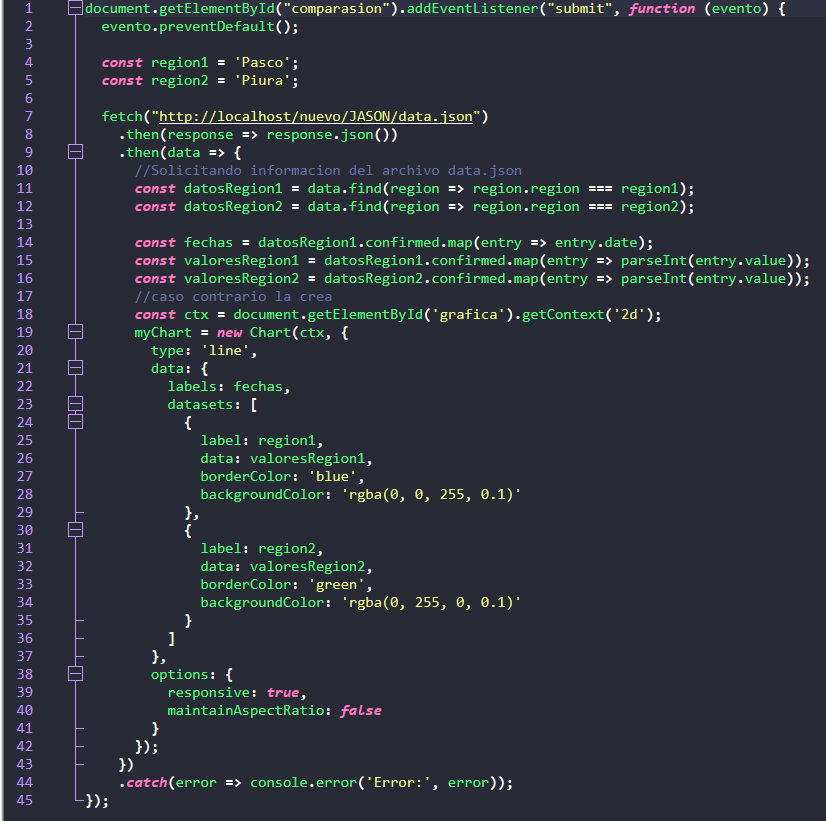 1 document.getElementById("comparasion").addEventListener("submit", function (evento) {
2   evento.preventDefault();
3
4   const region1 = 'Pasco';
5   const region2 = 'Piura';
6
7   fetch("http://localhost/nuevo/JASON/data.json")
8     .then(response => response.json())
9     .then(data => {
10       //Solicitando informacion del archivo data.json
11       const datosRegion1 = data.find(region => region.region === region1);
12       const datosRegion2 = data.find(region => region.region === region2);
13
14       const fechas = datosRegion1.confirmed.map(entry => entry.date);
15       const valoresRegion1 = datosRegion1.confirmed.map(entry => parseInt(entry.value));
16       const valoresRegion2 = datosRegion2.confirmed.map(entry => parseInt(entry.value));
17       //caso contrario la crea
18       const ctx = document.getElementById('grafica').getContext('2d');
19       myChart = new Chart(ctx, {
20         type: 'line',
21         data: {
22           labels: fechas,
23           datasets: [
24             {
25               label: region1,
26               data: valoresRegion1,
27               borderColor: 'blue',
28               backgroundColor: 'rgba(0, 0, 255, 0.1)'
29             },
30             {
31               label: region2,
32               data: valoresRegion2,
33               borderColor: 'green',
34               backgroundColor: 'rgba(0, 255, 0, 0.1)'
35             }
36           ]
37         },
38         options: {
39           responsive: true,
40           maintainAspectRatio: false
41         }
42       });
43     })
44     .catch(error => console.error('Error:', error));
45 });